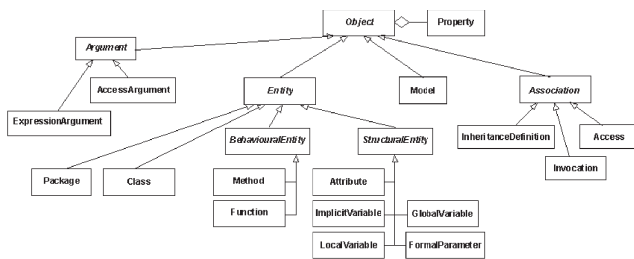 Object
Property
Argument
AccessArgument
ExpressionArgument
Entity
Model
Association
BehaviouralEntity
StructuralEntity
InheritanceDefinition
Access
Invocation
Package
Class
Method
Attribute
Function
ImplicitVariable
GlobalVariable
LocalVariable
FormalParameter